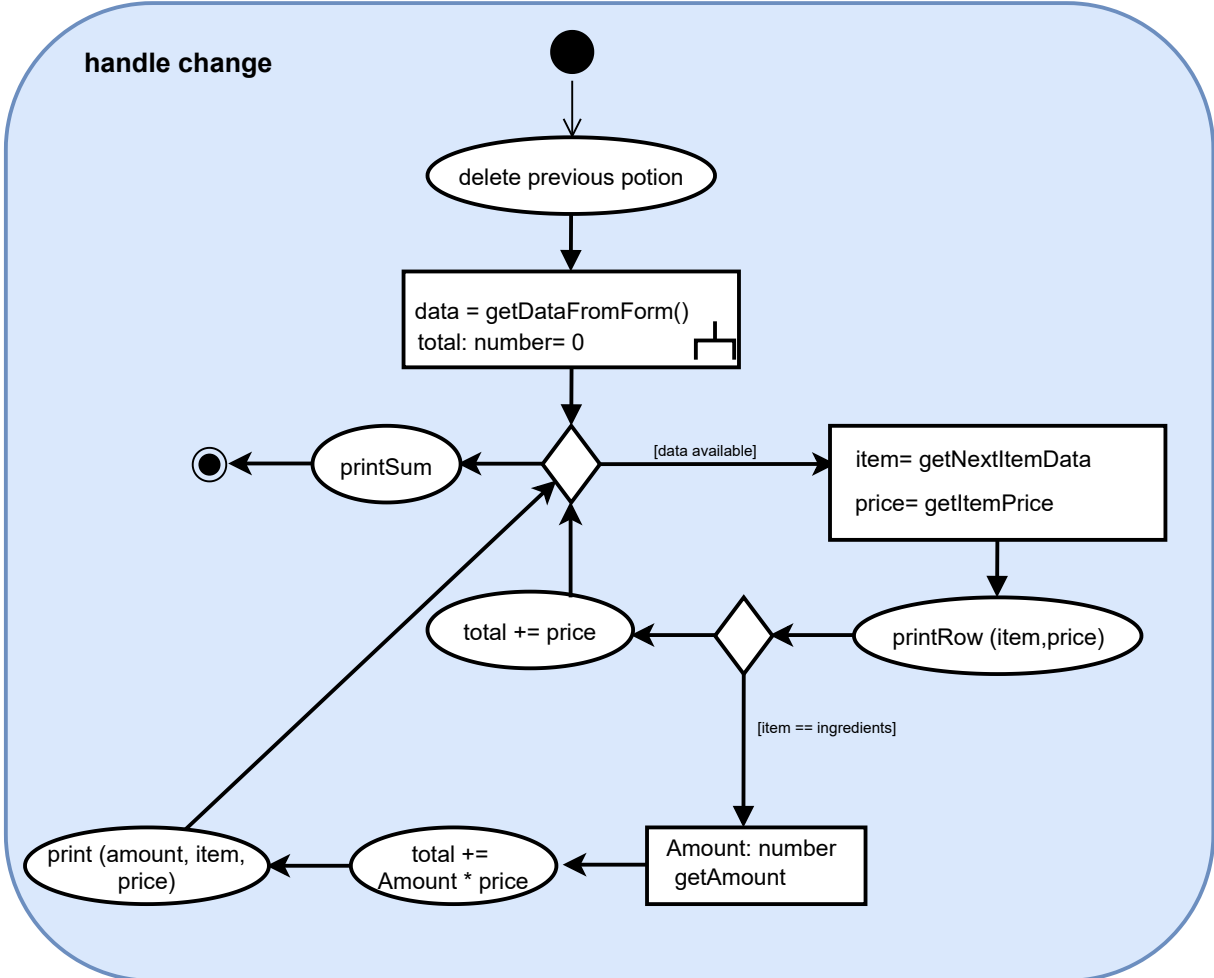 handle change
delete previous potion
data = getDataFromForm()
total: number= 0
printSum
[data available]
item= getNextItemData
price= getItemPrice
total += price
printRow (item,price)
[item == ingredients]
print (amount, item,
price)
total +=
Amount * price
Amount: number
getAmount